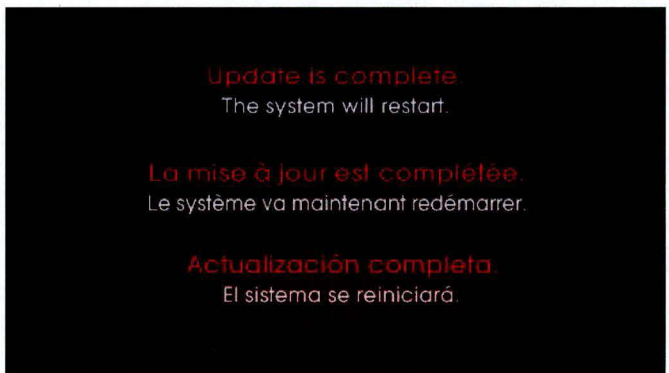 Update is complete.
The system will restart.
La mise à jour est complétée.
Le système va maintenant redémarrer.
Actualización completa.
El sistema se reiniciará.